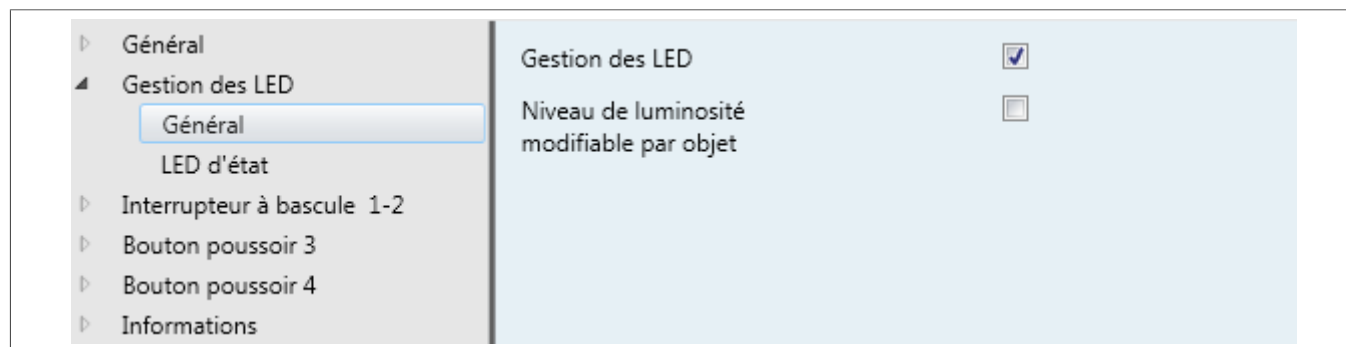 Général
Gestion des LED
Général
LED d'état
Interrupteur à bascule 1-2
Bouton poussoir 3
Bouton poussoir 4
Informations
Gestion des LED
Niveau de luminosité
modifiable par objet